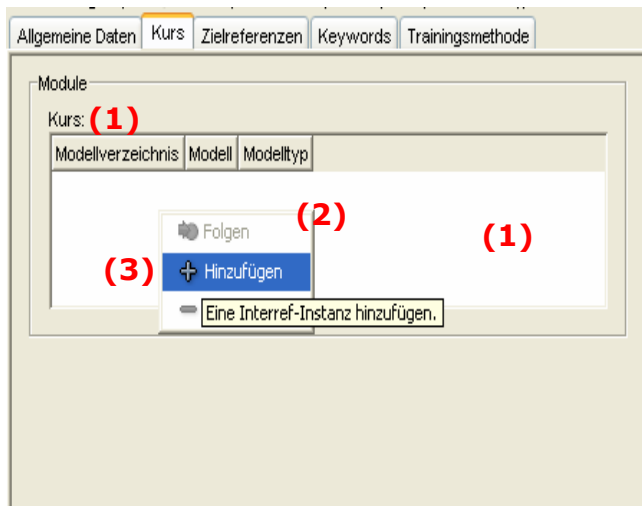 Allgemeine Daten Kurs Zielreferenzen Keywords Trainingsmethode
Module
Kurs: (1)
Modellverzeichnis Modell Modelltyp
(2)
Folgen
(1)
(3) Hinzufügen
Eine Interref-Instanz hinzufügen.